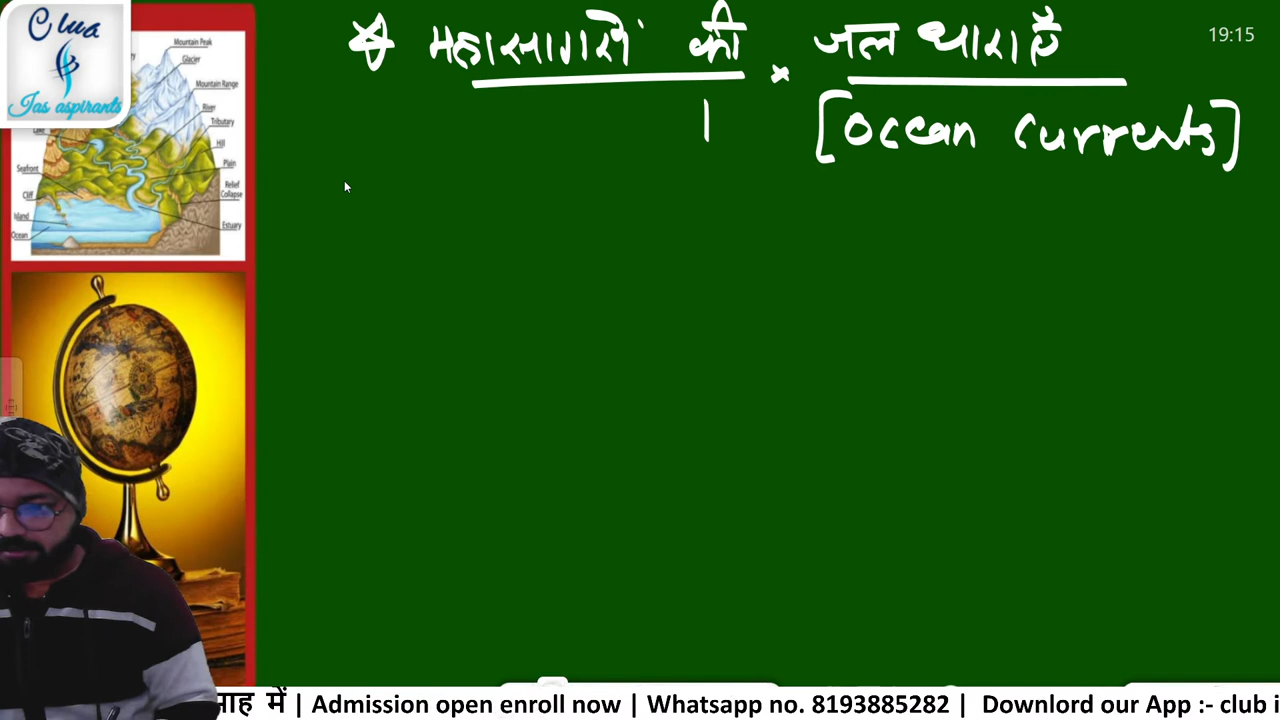 Clua
Ias aspirants
Mountain Peak
Glacier
Mountain Range
River
Tributary
Hill
Lake
Plain
Seafront
Relief
Collapse
Cliff
Island
Estuary
Ocean
☆ महासागरों की × जल धाराएँ
19:15
[Ocean currents]
माह में | Admission open enroll now | Whatsapp no. 8193885282 | Downlord our App :- club i